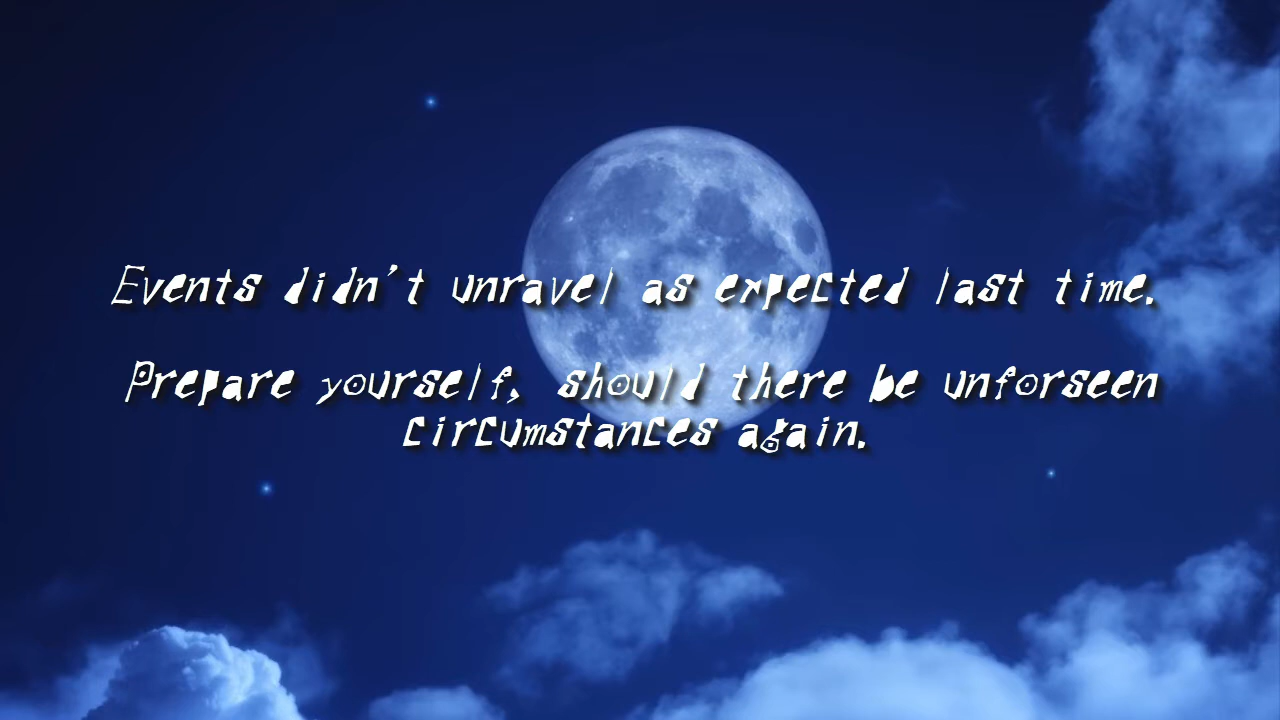 Events didn't unravel as expected last time.
Prepare yourself, should there be unforseen
circumstances again.